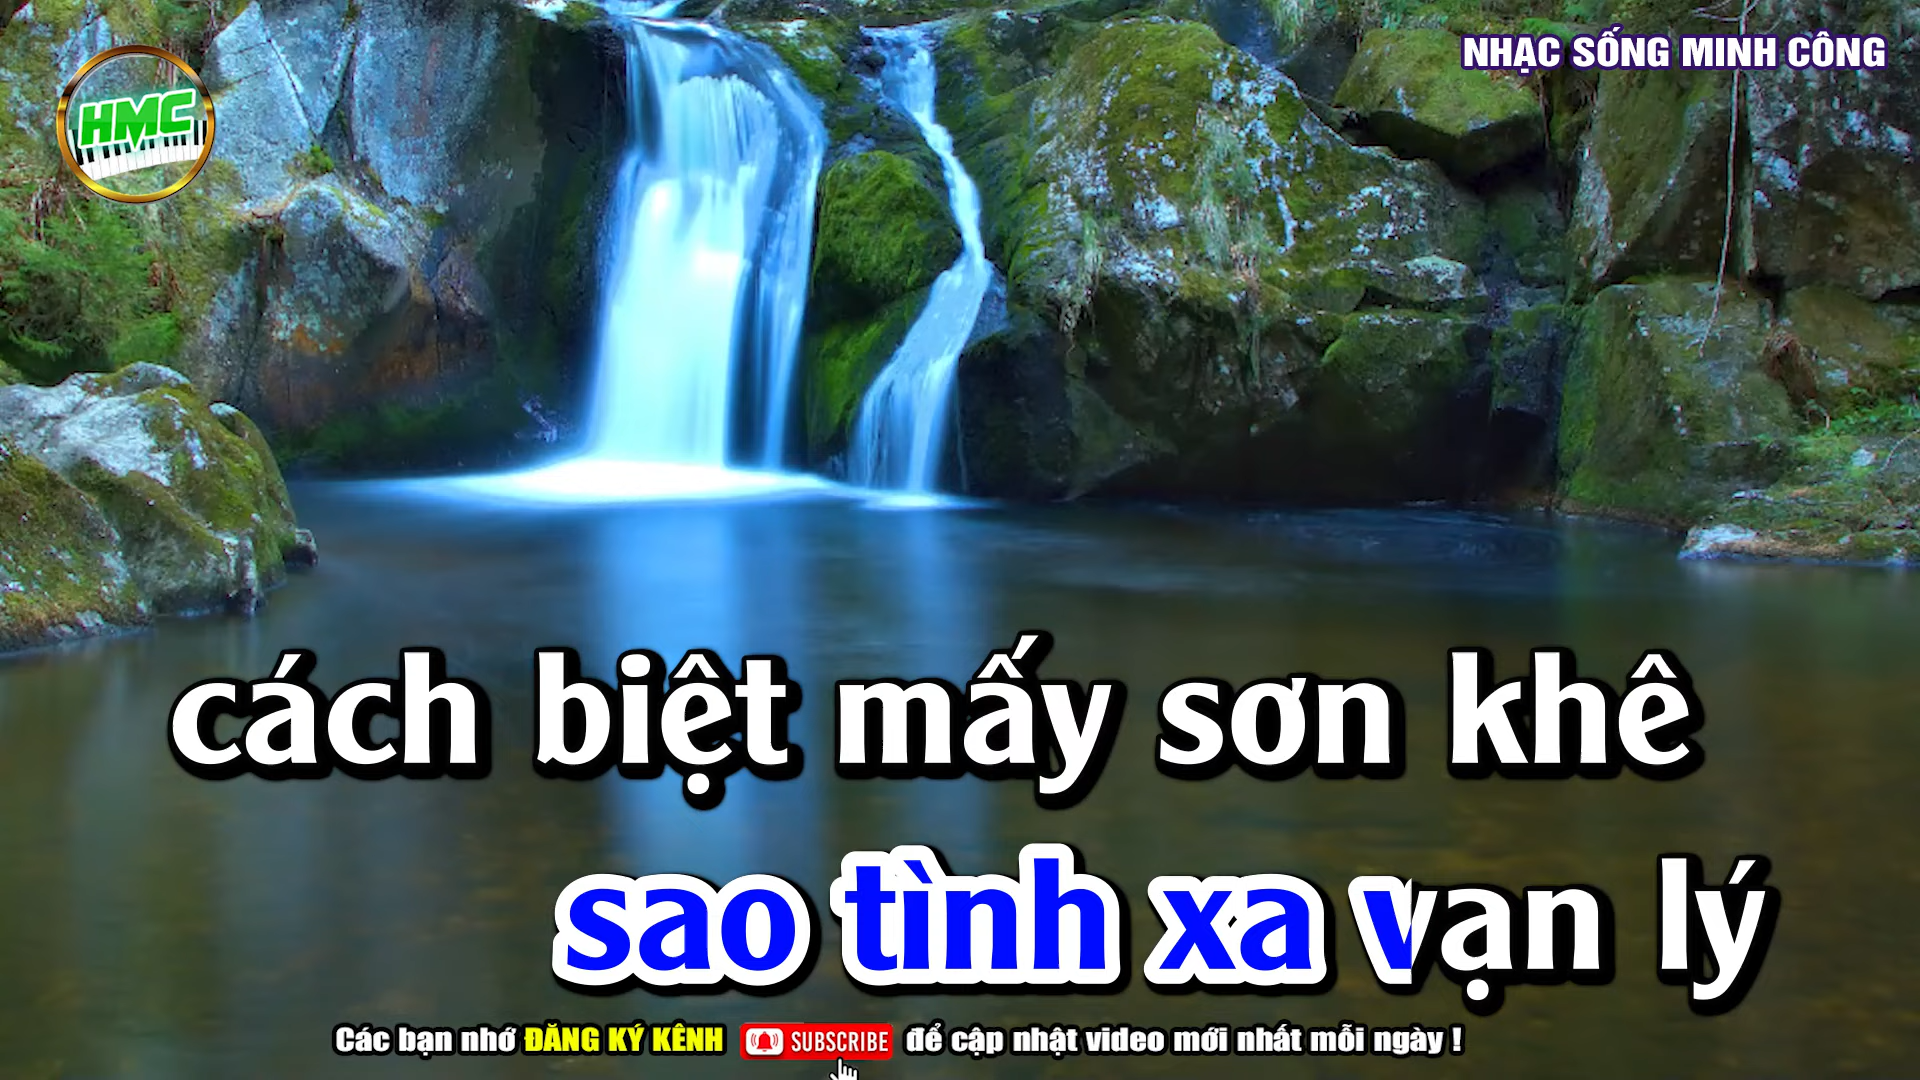 NHẠC SỐNG MINH CÔNG
HMC
cách biệt mấy sơn khê
sao tình xa vạn lý
Các bạn nhớ ĐĂNG KÝ KÊNH SUBSCRIBE để cập nhật video mới nhất mỗi ngày !